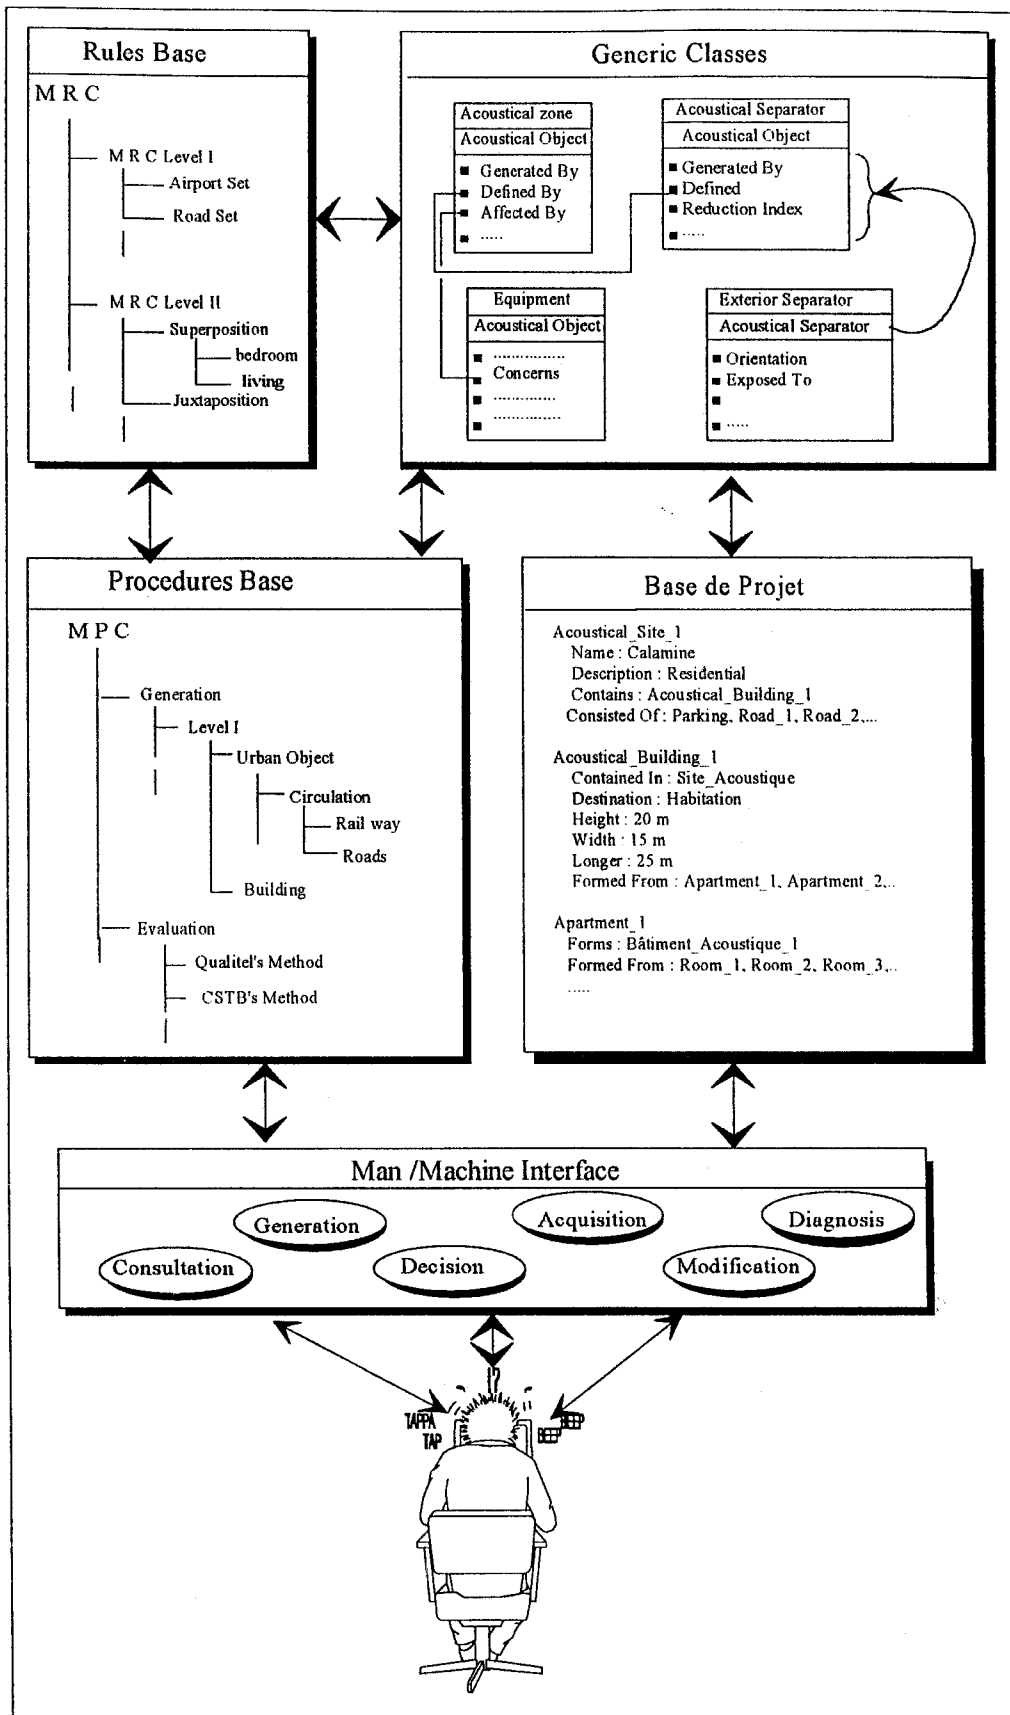 Rules Base
M R C
M R C Level I
Airport Set
Road Set
M R C Level II
Superposition
bedroom
living
Juxtaposition
Generic Classes
Acoustical zone
Acoustical Object
Generated By
Defined By
Affected By
.....
Acoustical Separator
Acoustical Object
Generated By
Defined
Reduction Index
.....
Equipment
Acoustical Object
...............
Concerns
.............
...............
Exterior Separator
Acoustical Separator
Orientation
Exposed To
.....
Procedures Base
M P C
Generation
Level I
Urban Object
Circulation
Rail way
Roads
Building
Evaluation
Qualitel's Method
CSTB's Method
Base de Projet
Acoustical_Site_1
Name : Calamine
Description : Residential
Contains : Acoustical_Building_1
Consisted Of : Parking, Road_1, Road_2,...
Acoustical_Building_1
Contained In : Site_Acoustique
Destination : Habitation
Height : 20 m
Width : 15 m
Longer : 25 m
Formed From : Apartment_1, Apartment_2,..
Apartment_1
Forms : Bâtiment_Acoustique_1
Formed From : Room_1, Room_2, Room_3,..
.....
Man /Machine Interface
Generation
Acquisition
Diagnosis
Consultation
Decision
Modification
!?
TAPPA
TAP